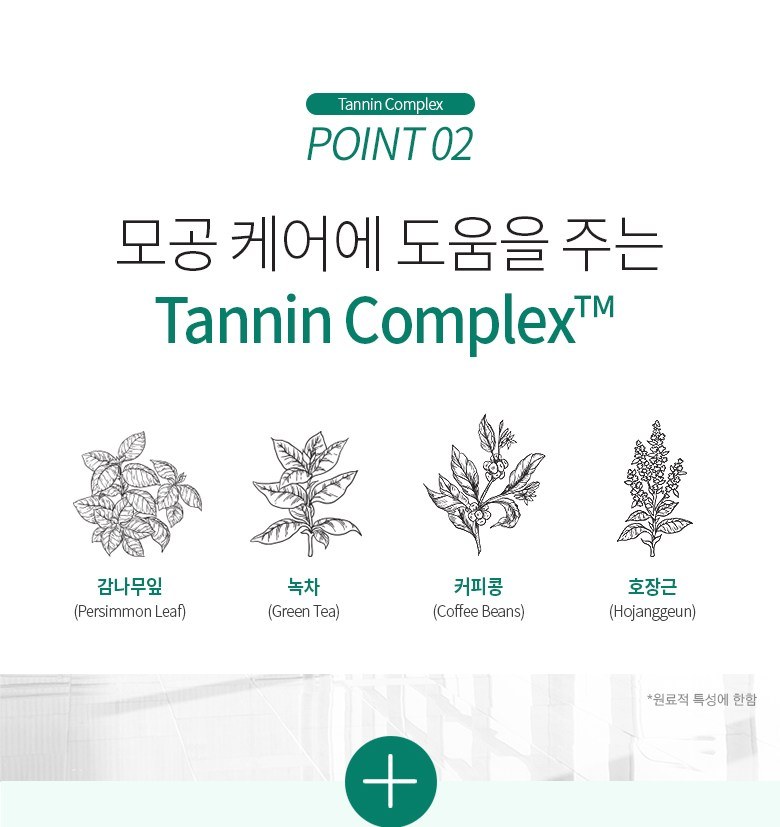 Tannin Complex
POINT 02
모공 케어에 도움을 주는
Tannin Complex™
감나무잎
(Persimmon Leaf)
녹차
(Green Tea)
커피콩
(Coffee Beans)
호장근
(Hojanggeun)
*원료적 특성에 한함